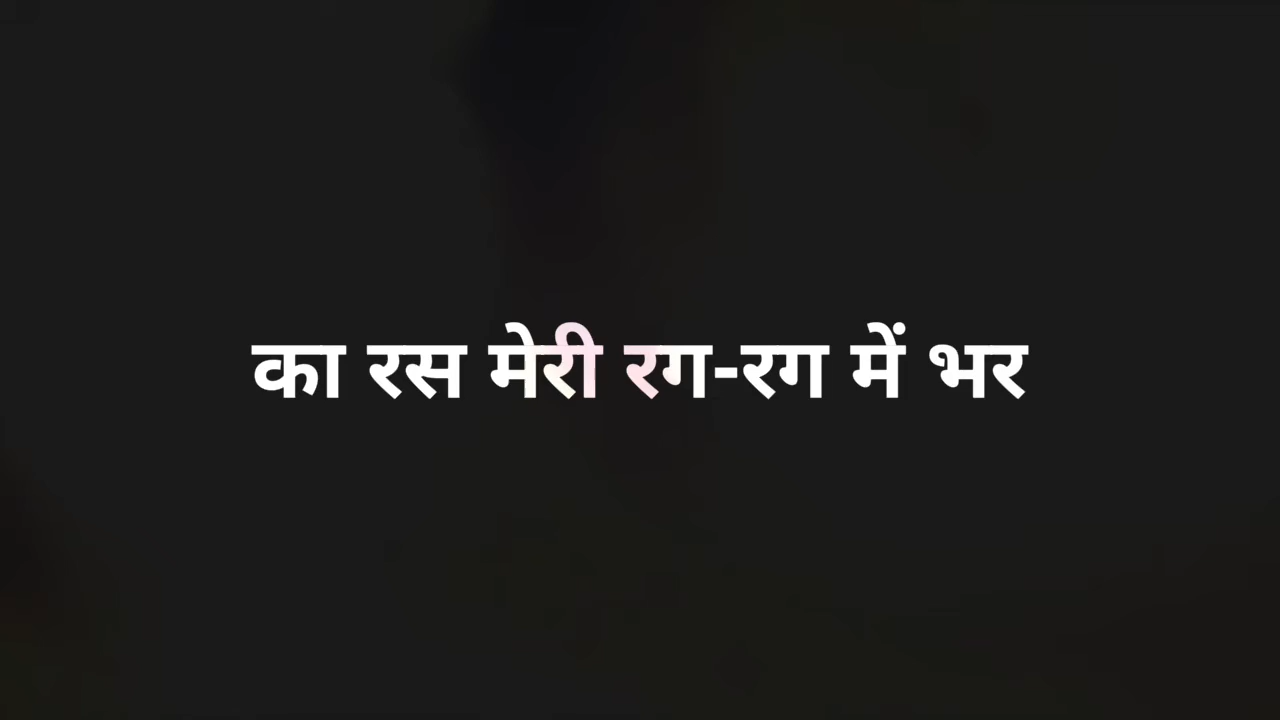 का रस मेरी रग-रग में भर